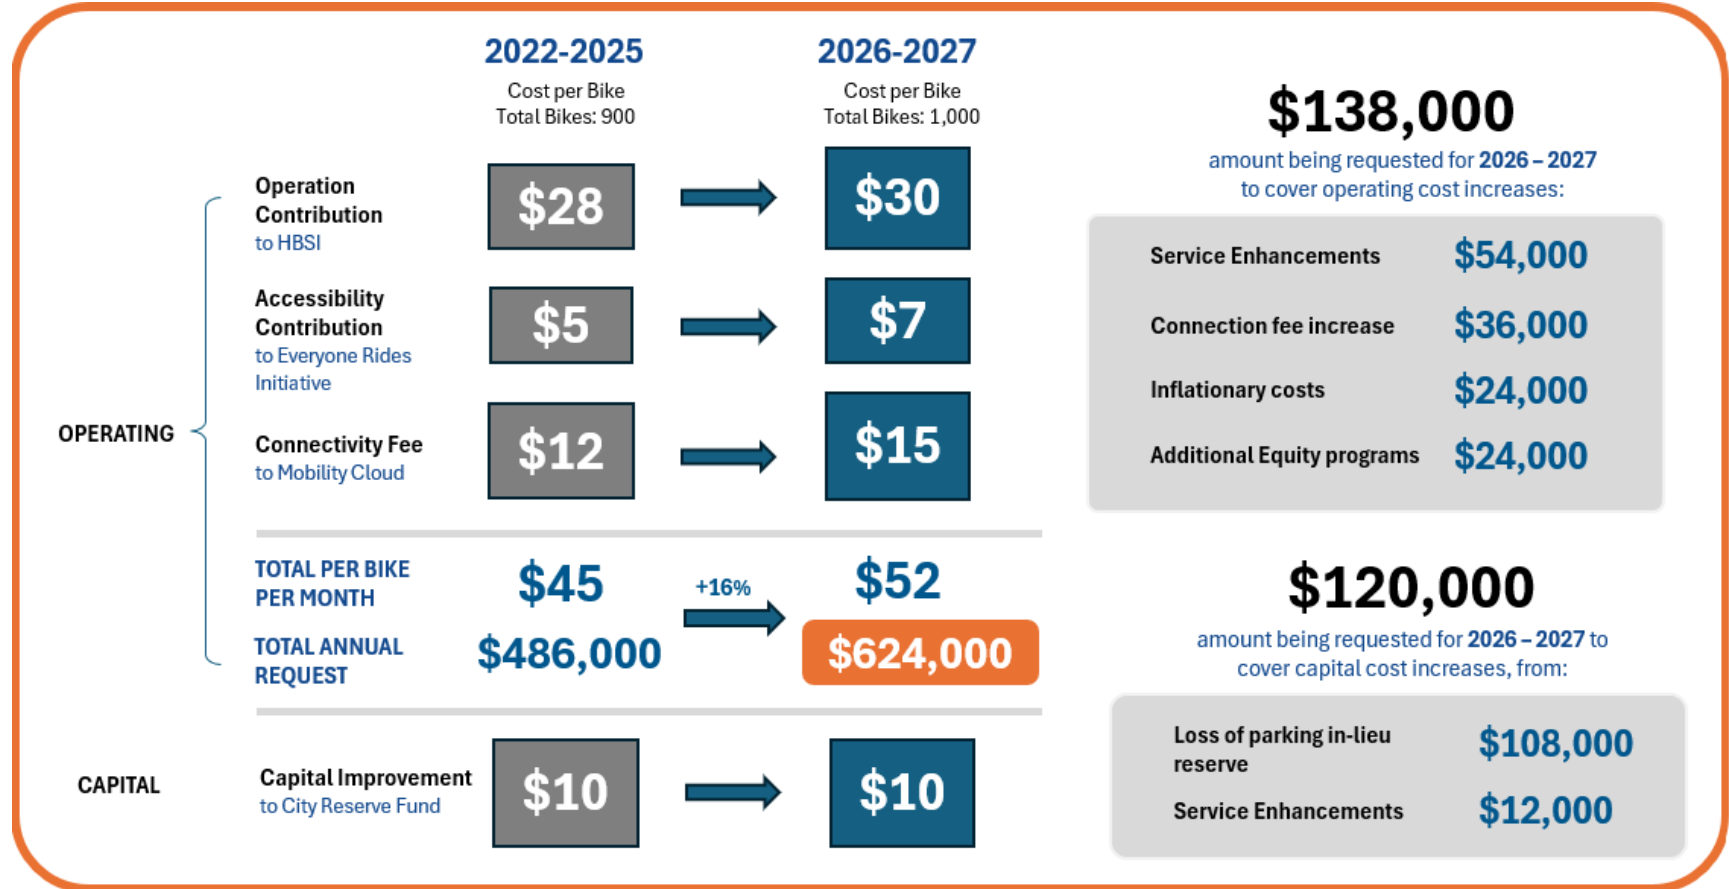 2022-2025
Cost per Bike
Total Bikes: 900
2026-2027
Cost per Bike
Total Bikes: 1,000
OPERATING
Operation
Contribution
to HBSI
$28
$30
Accessibility
Contribution
to Everyone Rides
Initiative
$5
$7
Connectivity Fee
to Mobility Cloud
$12
$15
TOTAL PER BIKE
PER MONTH
$45
+16%
$52
TOTAL ANNUAL
REQUEST
$486,000
$624,000
CAPITAL
Capital Improvement
to City Reserve Fund
$10
$10
$138,000
amount being requested for 2026 – 2027
to cover operating cost increases:
Service Enhancements $54,000
Connection fee increase $36,000
Inflationary costs $24,000
Additional Equity programs $24,000
$120,000
amount being requested for 2026 – 2027 to
cover capital cost increases, from:
Loss of parking in-lieu
reserve
$108,000
Service Enhancements $12,000